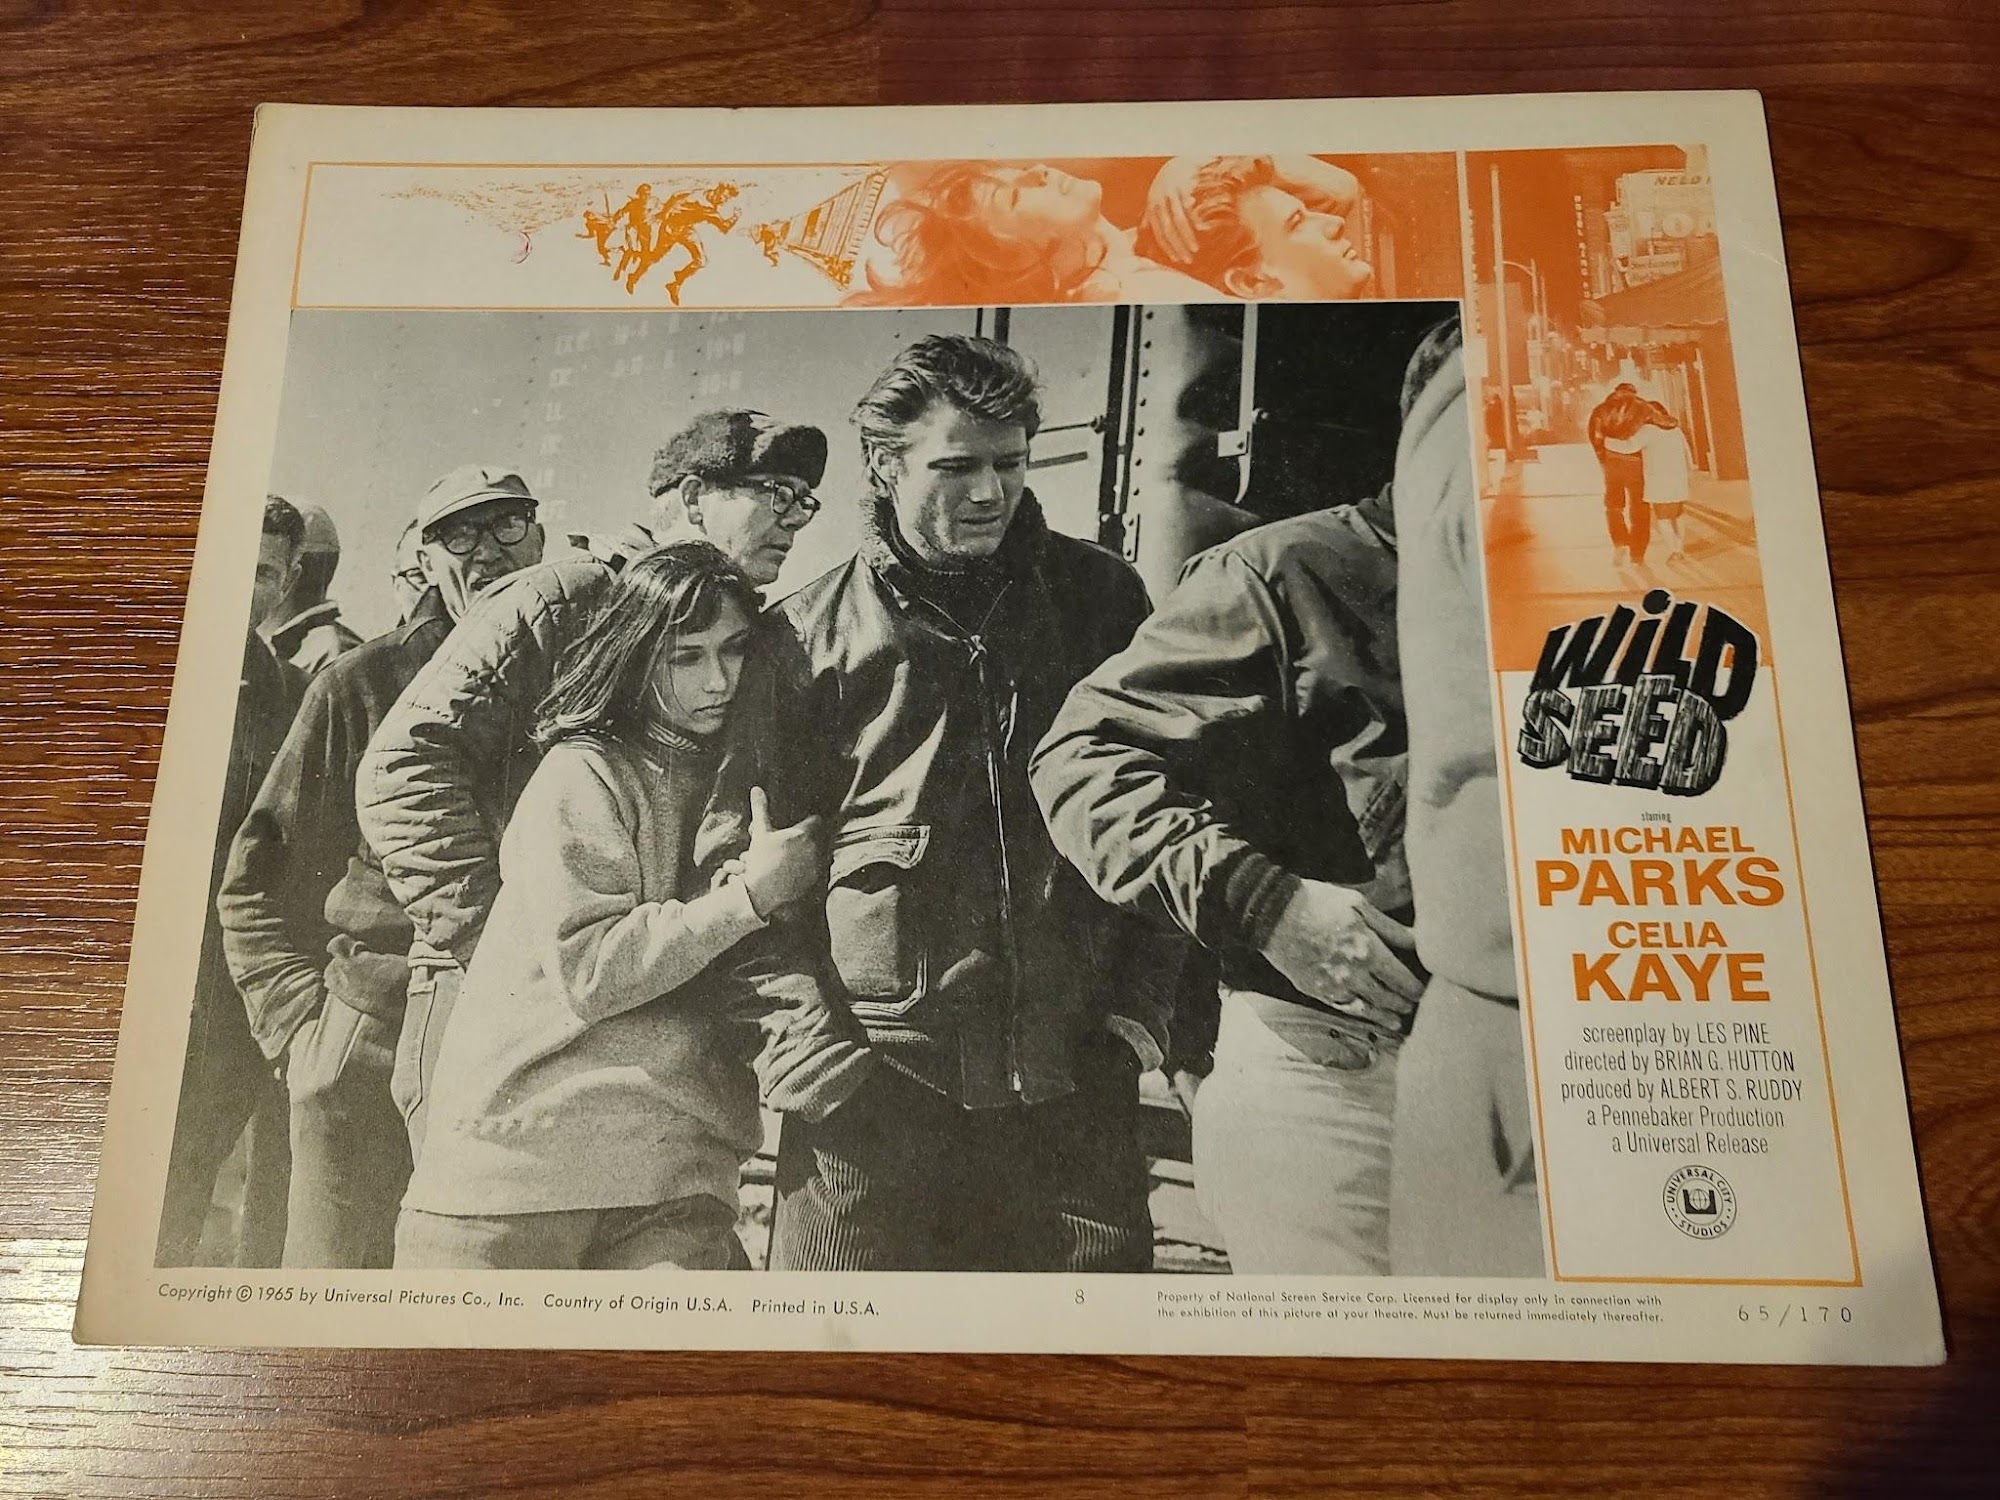 NELO
WILD
SEED
starring
MICHAEL
PARKS
CELIA
KAYE
screenplay by LES PINE
directed by BRIAN G. HUTTON
produced by ALBERT S. RUDDY
a Pennebaker Production
a Universal Release
UNIVERSAL CITY
STUDIOS
Copyright © 1965 by Universal Pictures Co., Inc. Country of Origin U.S.A. Printed in U.S.A.
8
Property of National Screen Service Corp. Licensed for display only in connection with
the exhibition of this picture at your theatre. Must be returned immediately thereafter.
65/170